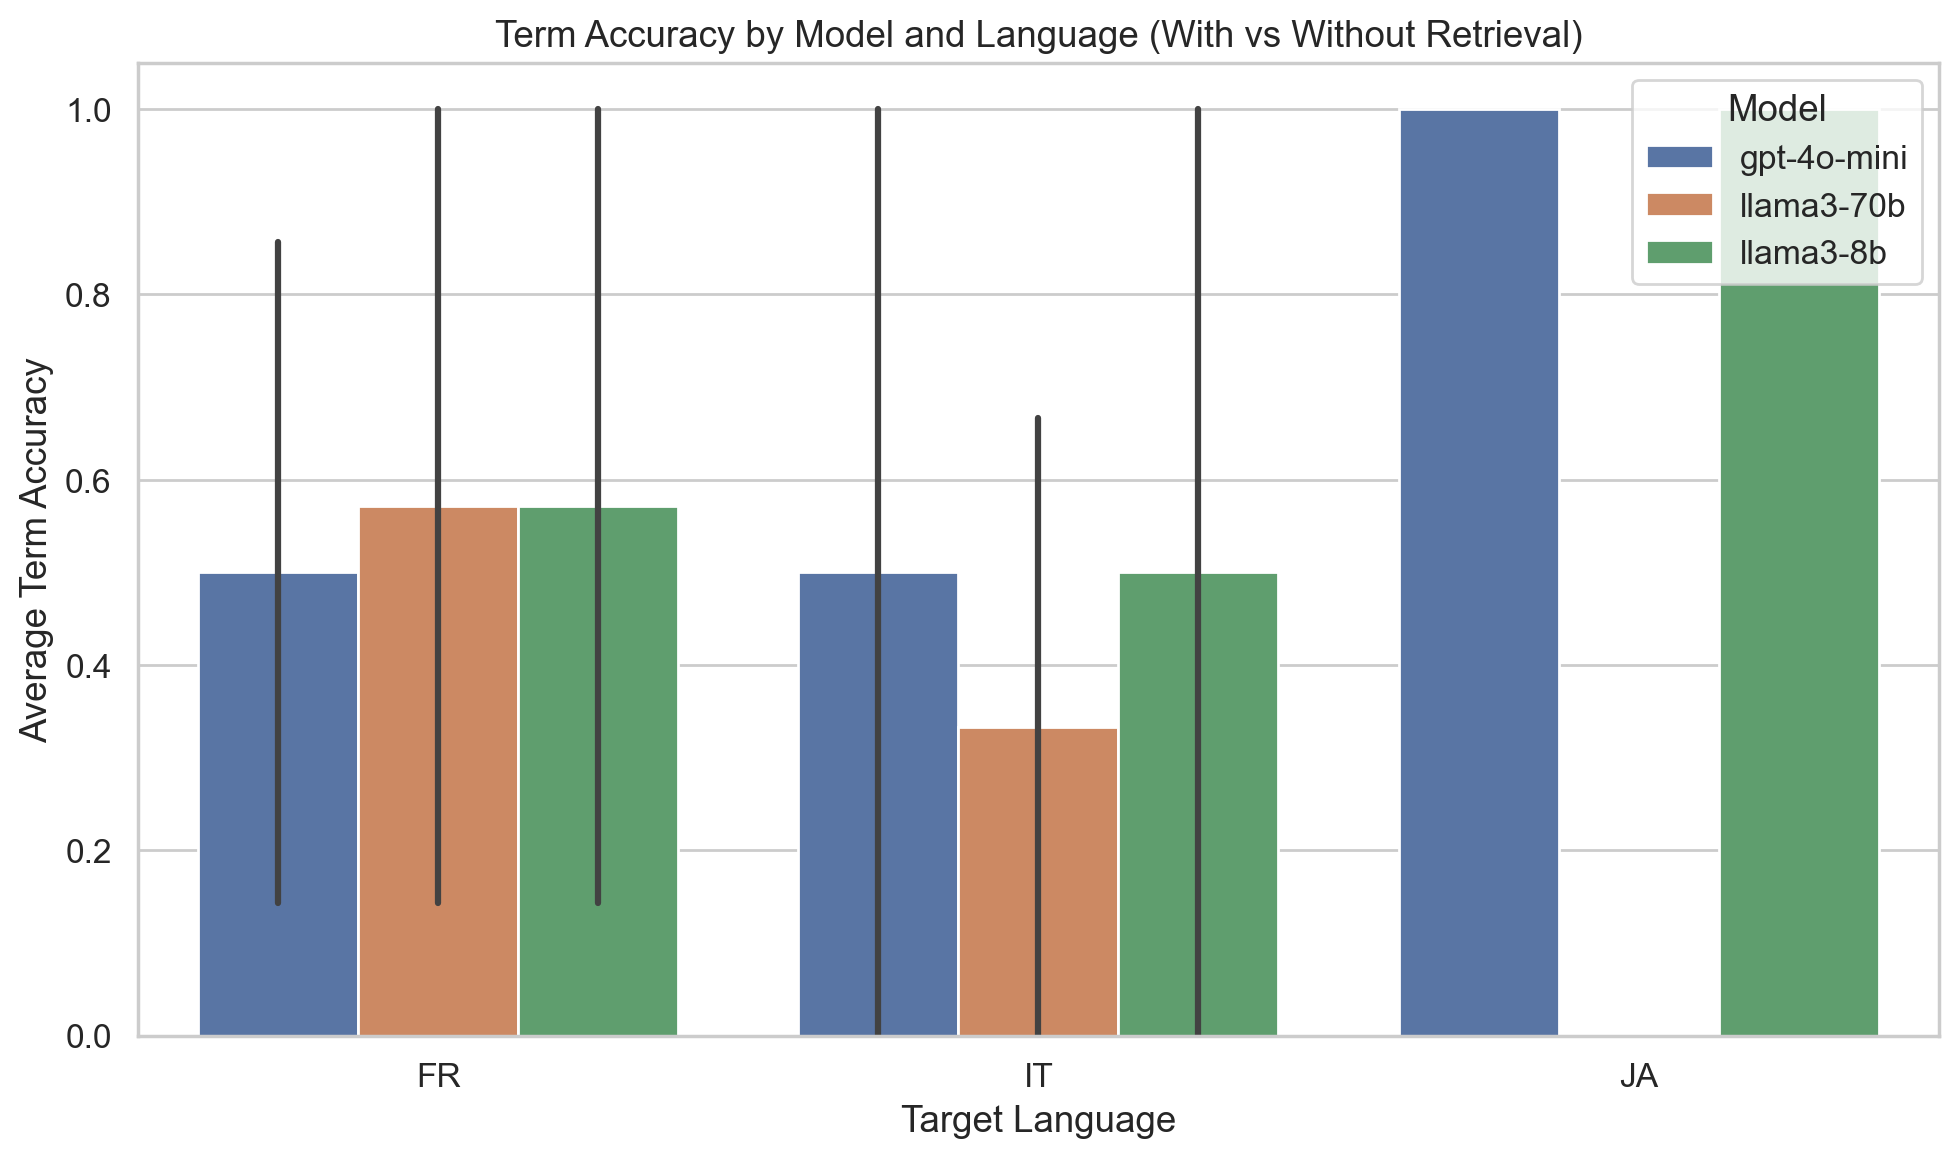 Term Accuracy by Model and Language (With vs Without Retrieval)
Average Term Accuracy
1.0
0.8
0.6
0.4
0.2
0.0
Model
gpt-4o-mini
llama3-70b
llama3-8b
FR
IT
JA
Target Language